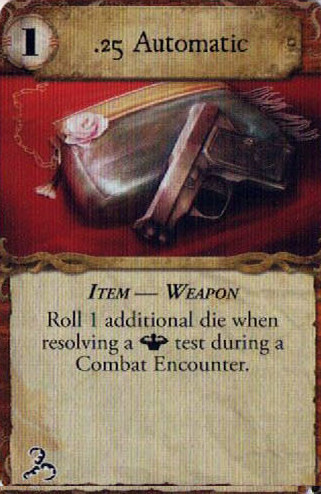 1
.25 Automatic
Item — Weapon
Roll 1 additional die when
resolving a test during a
Combat Encounter.